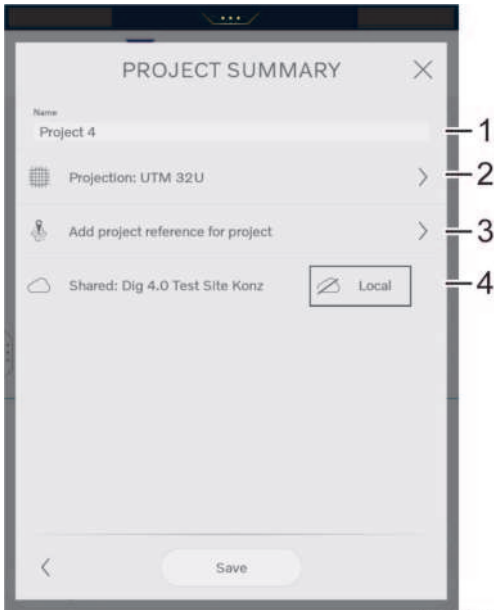 PROJECT SUMMARY
Name
Project 4
1
Projection: UTM 32U
2
Add project reference for project
3
Shared: Dig 4.0 Test Site Konz
Local
4
Save